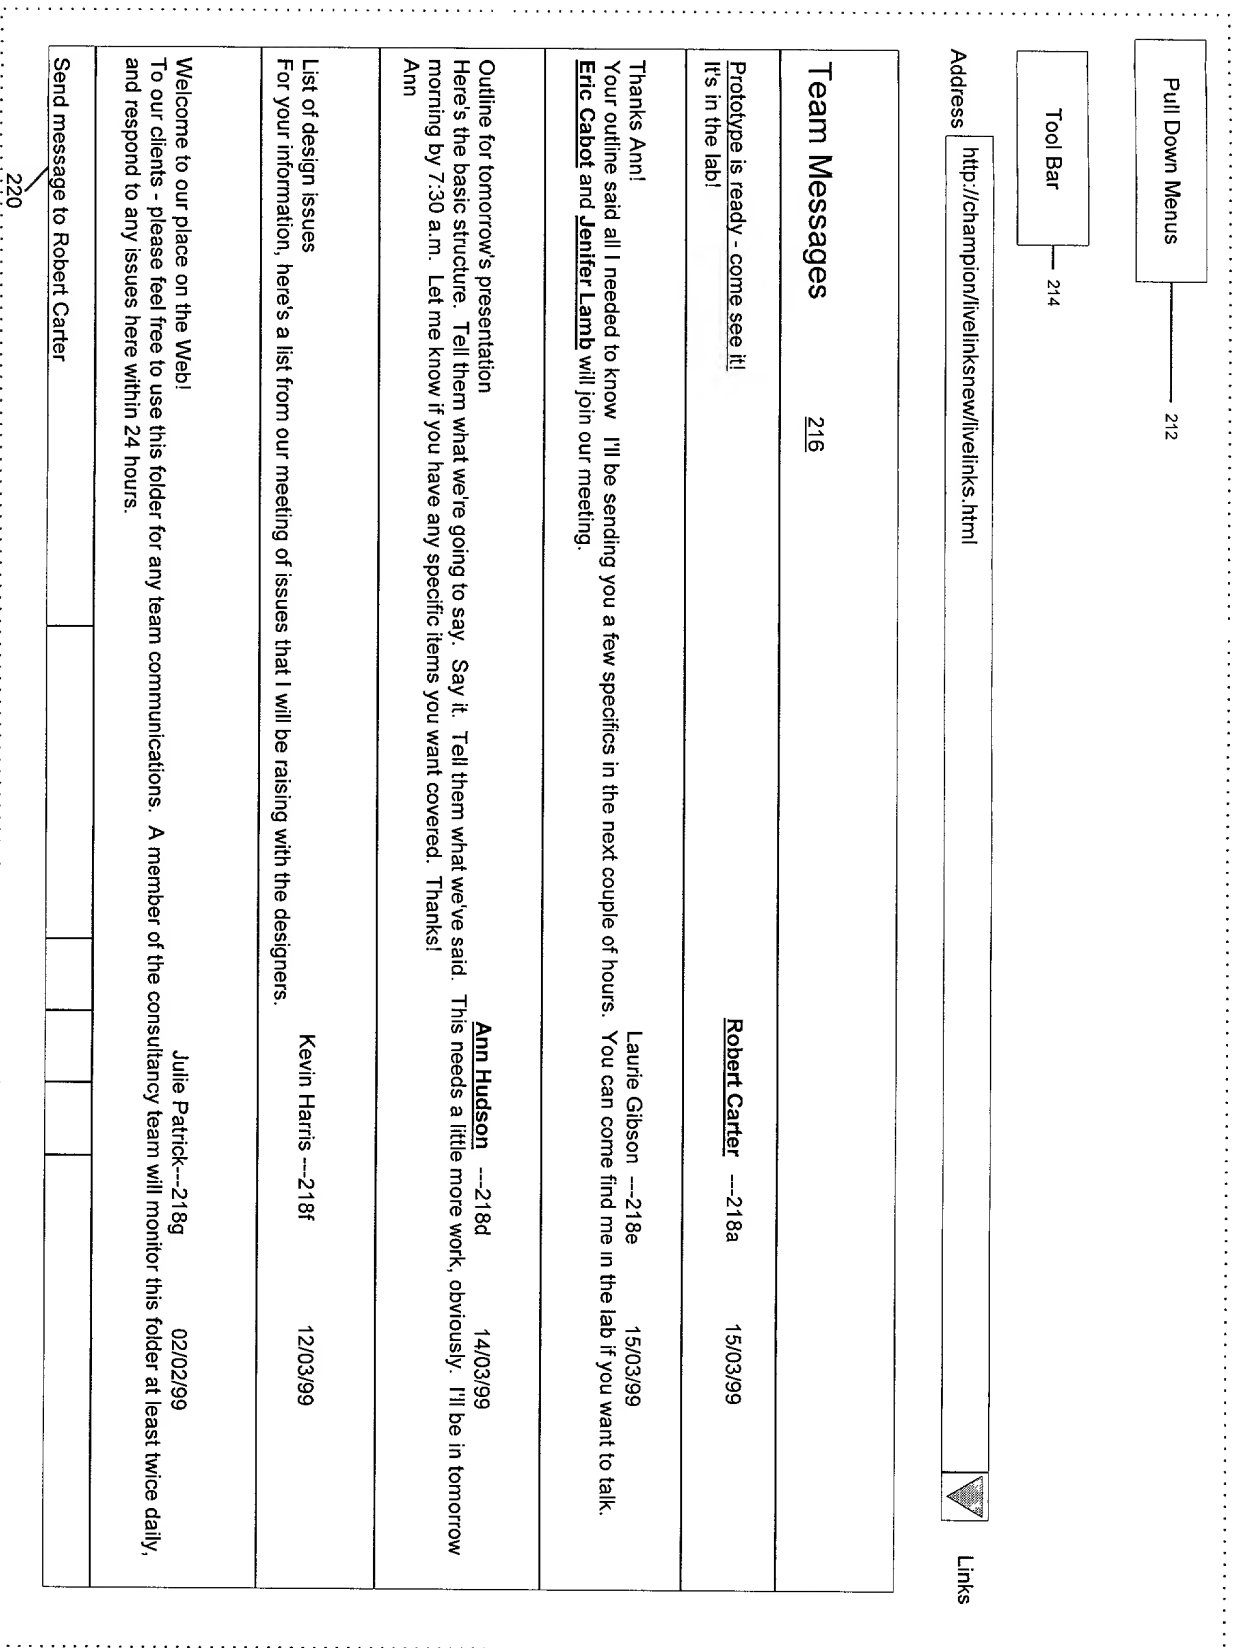 Pull Down Menus
212
Tool Bar
214
Address http://champion/livelinksnew/livelinks.html Links
Team Messages 216
Prototype is ready - come see it! Robert Carter ---218a 15/03/99
It's in the lab!
Thanks Ann! Laurie Gibson ---218e 15/03/99
Your outline said all I needed to know I'll be sending you a few specifics in the next couple of hours. You can come find me in the lab if you want to talk.
Eric Cabot and Jenifer Lamb will join our meeting.
Outline for tomorrow's presentation Ann Hudson ---218d 14/03/99
Here's the basic structure. Tell them what we're going to say. Say it. Tell them what we've said. This needs a little more work, obviously. I'll be in tomorrow
morning by 7:30 a.m. Let me know if you have any specific items you want covered. Thanks!
Ann
List of design issues Kevin Harris ---218f 12/03/99
For your information, here's a list from our meeting of issues that I will be raising with the designers.
Welcome to our place on the Web! Julie Patrick---218g 02/02/99
To our clients - please feel free to use this folder for any team communications. A member of the consultancy team will monitor this folder at least twice daily,
and respond to any issues here within 24 hours.
Send message to Robert Carter
220